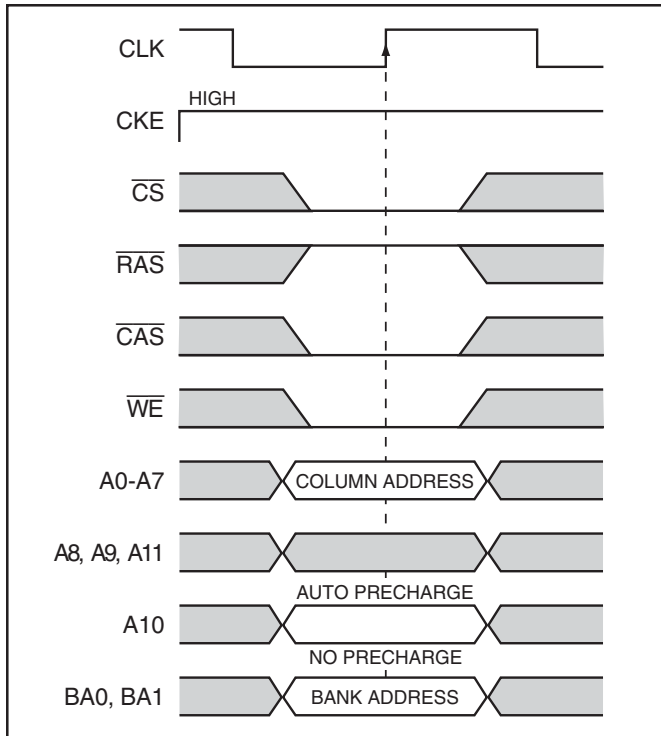 CLK
HIGH
CKE
CS
RAS
CAS
WE
A0-A7 COLUMN ADDRESS
A8, A9, A11
AUTO PRECHARGE
A10
NO PRECHARGE
BA0, BA1 BANK ADDRESS